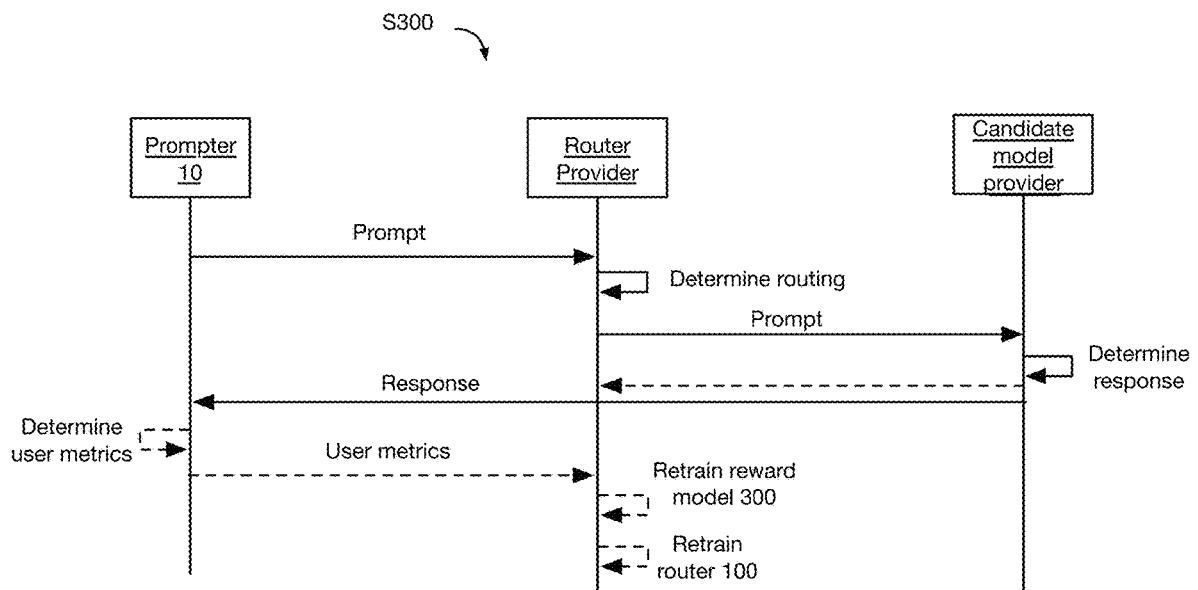 S300
Prompter
10
Router
Provider
Candidate
model
provider
Prompt
Determine routing
Prompt
Determine
response
Response
Determine
user metrics
User metrics
Retrain reward
model 300
Retrain
router 100